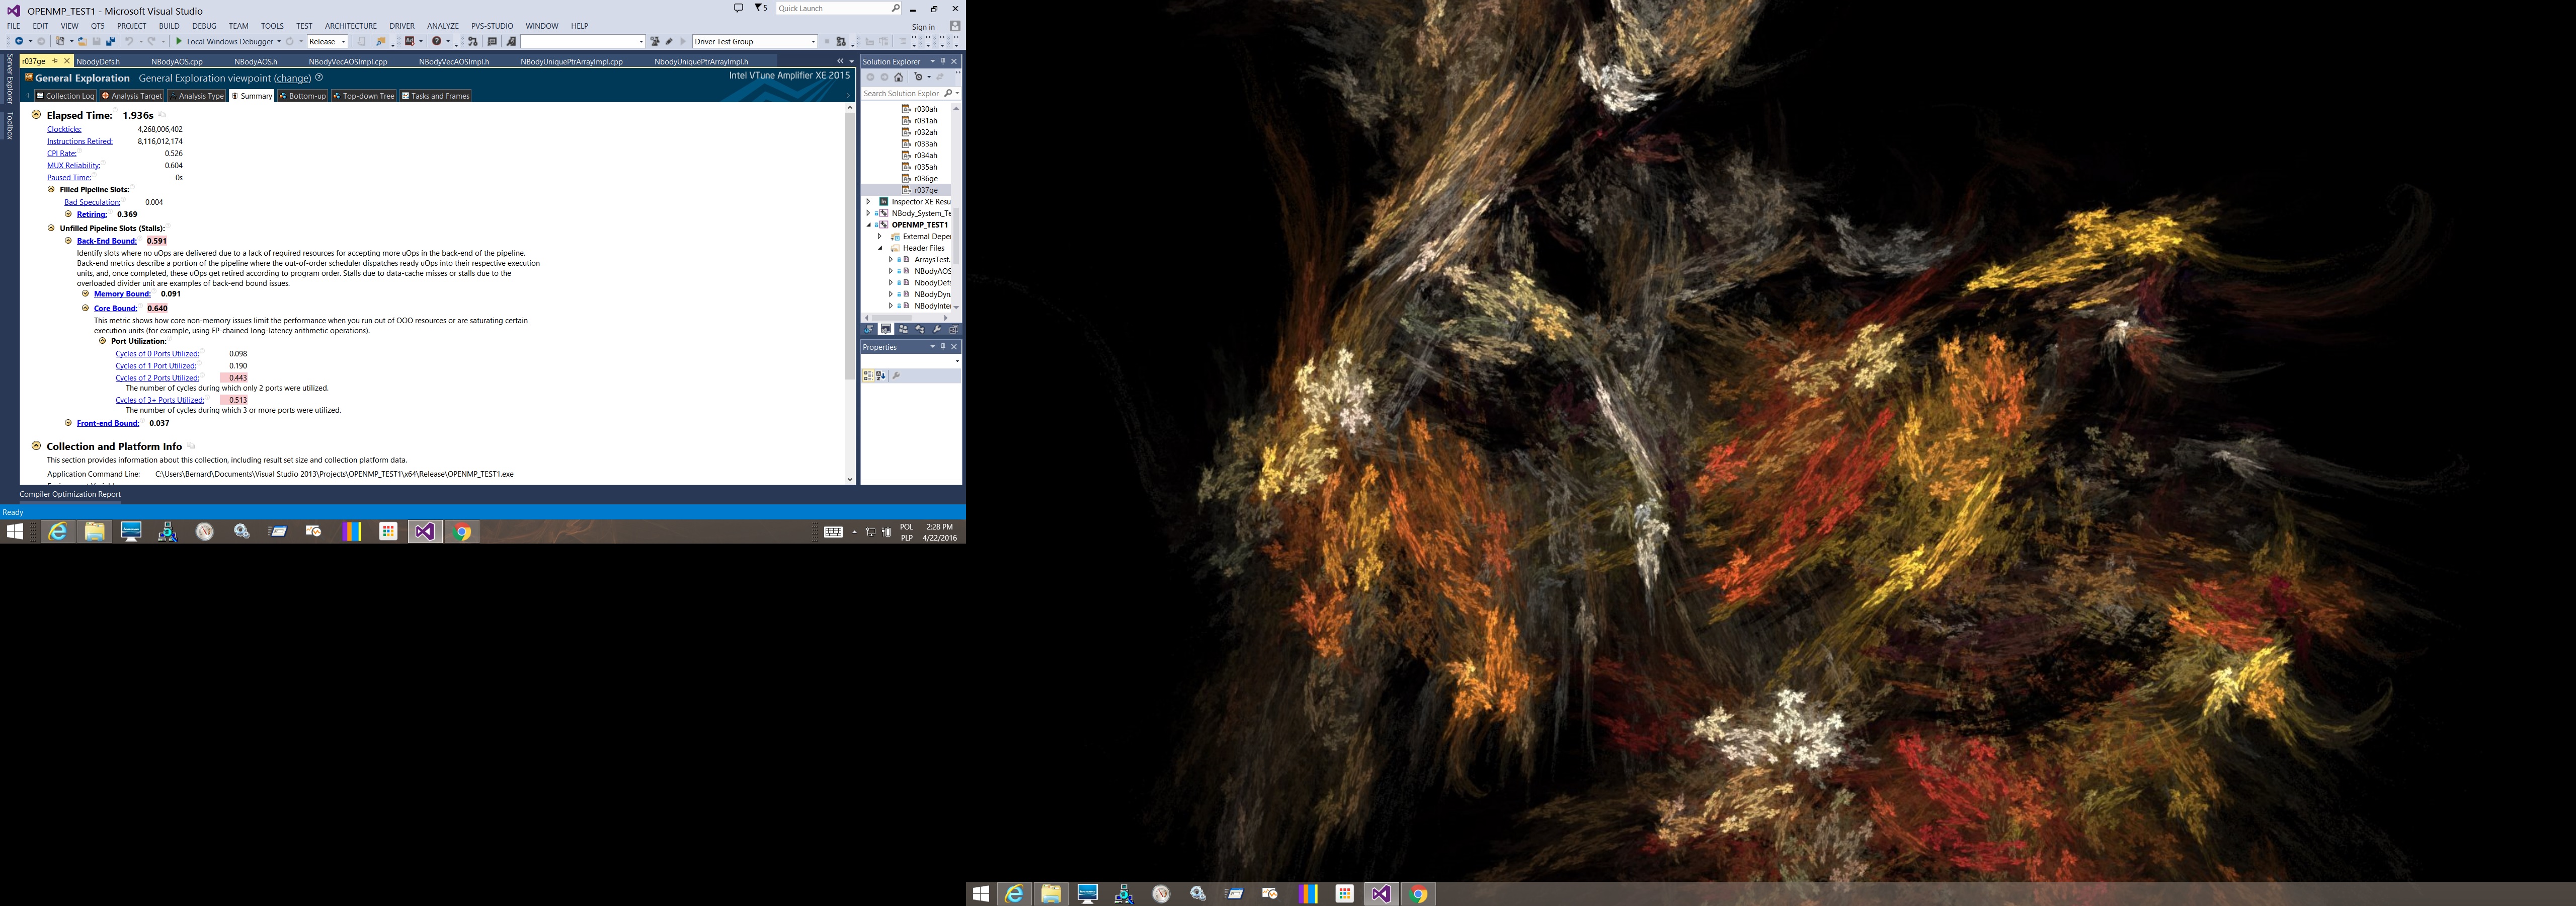 OPENMP_TEST1 - Microsoft Visual Studio
5
Quick Launch
FILE EDIT VIEW QT5 PROJECT BUILD DEBUG TEAM TOOLS TEST ARCHITECTURE DRIVER ANALYZE PVS-STUDIO WINDOW HELP
Sign in
Local Windows Debugger Release Driver Test Group
Server Explorer
Toolbox
r037ge NBodyDefs.h NBodyAOS.cpp NBodyAOS.h NBodyVecAOSImpl.cpp NBodyVecAOSImpl.h NBodyUniquePtrArrayImpl.cpp NBodyUniquePtrArrayImpl.h
General Exploration General Exploration viewpoint (change)
Intel VTune Amplifier XE 2015
Collection Log Analysis Target Analysis Type Summary Bottom-up Top-down Tree Tasks and Frames
Elapsed Time: 1.936s
Clockticks: 4,268,006,402
Instructions Retired: 8,116,012,174
CPI Rate: 0.526
MUX Reliability: 0.604
Paused Time: 0s
Filled Pipeline Slots:
Bad Speculation: 0.004
Retiring: 0.369
Unfilled Pipeline Slots (Stalls):
Back-End Bound: 0.591
Identify slots where no uOps are delivered due to a lack of required resources for accepting more uOps in the back-end of the pipeline.
Back-end metrics describe a portion of the pipeline where the out-of-order scheduler dispatches ready uOps into their respective execution
units, and, once completed, these uOps get retired according to program order. Stalls due to data-cache misses or stalls due to the
overloaded divider unit are examples of back-end bound issues.
Memory Bound: 0.091
Core Bound: 0.640
This metric shows how core non-memory issues limit the performance when you run out of OOO resources or are saturating certain
execution units (for example, using FP-chained long-latency arithmetic operations).
Port Utilization:
Cycles of 0 Ports Utilized: 0.098
Cycles of 1 Port Utilized: 0.190
Cycles of 2 Ports Utilized: 0.443
The number of cycles during which only 2 ports were utilized.
Cycles of 3+ Ports Utilized: 0.513
The number of cycles during which 3 or more ports were utilized.
Front-end Bound: 0.037
Collection and Platform Info
This section provides information about this collection, including result set size and collection platform data.
Application Command Line: C:\Users\Bernard\Documents\Visual Studio 2013\Projects\OPENMP_TEST1\x64\Release\OPENMP_TEST1.exe
Solution Explorer
Search Solution Explor
r030ah
r031ah
r032ah
r033ah
r034ah
r035ah
r036ge
r037ge
Inspector XE Resu
NBody_System_Te
OPENMP_TEST1
External Deper
Header Files
ArraysTest.
NBodyAOS
NbodyDefs
NBodyDyn
NBodyInte
Properties
Compiler Optimization Report
Ready
POL
PLP
2:28 PM
4/22/2016